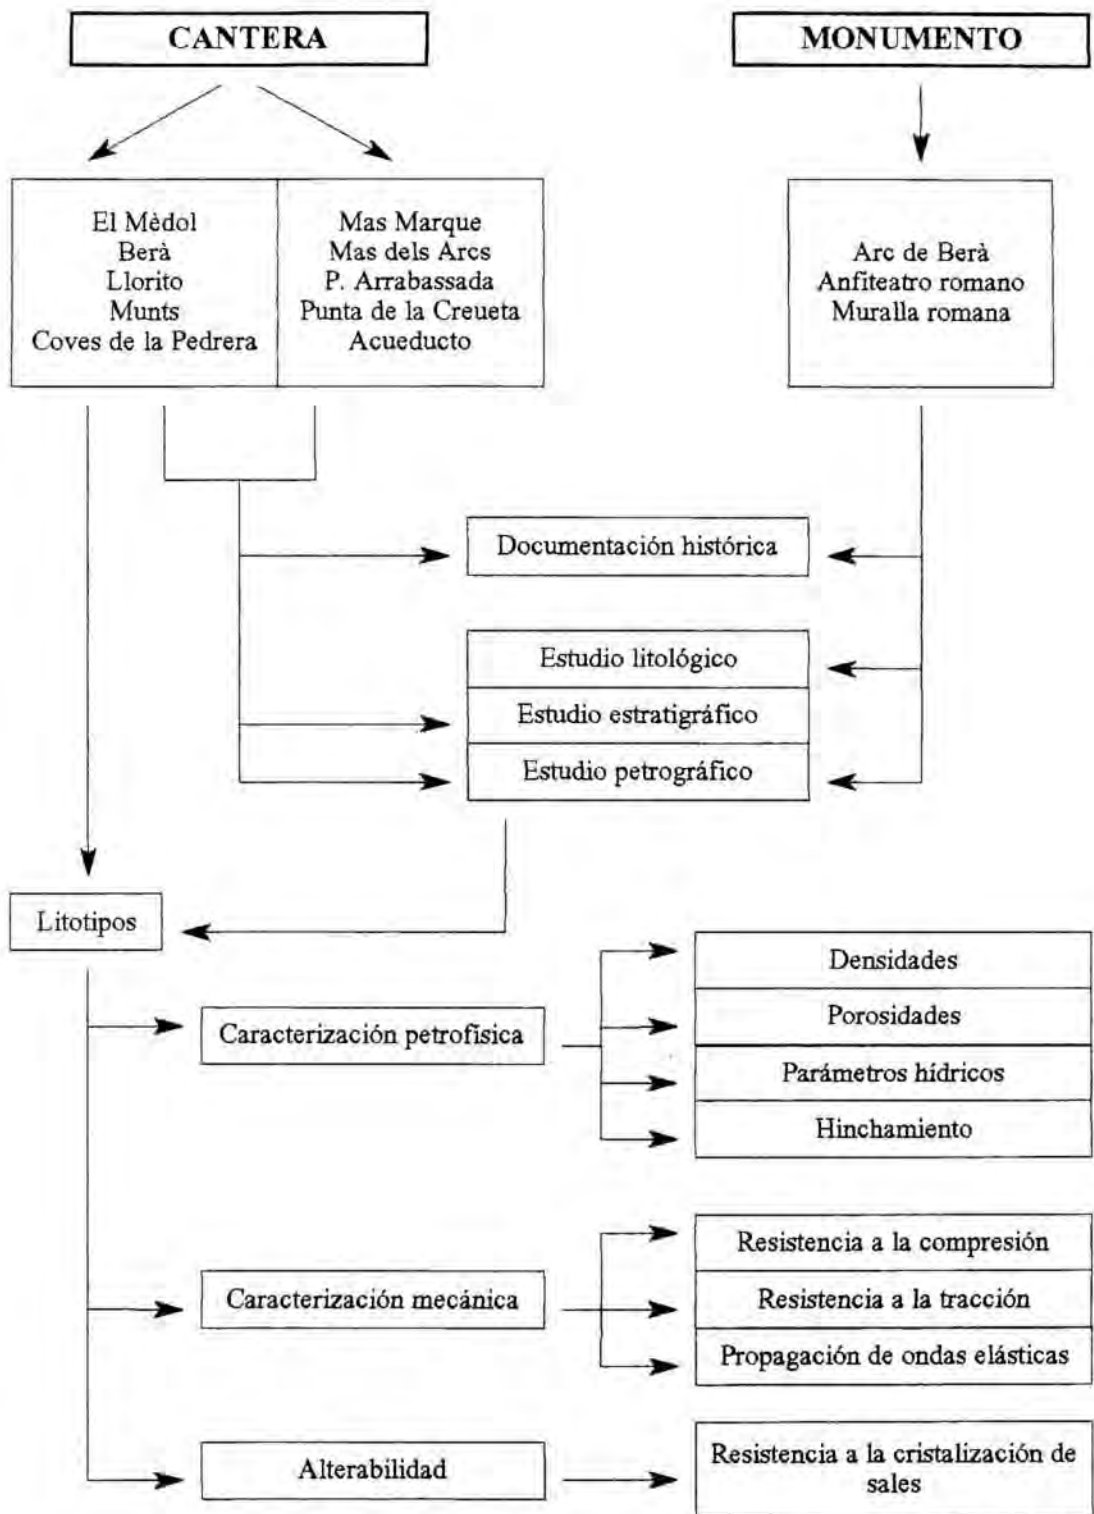 CANTERA
MONUMENTO
El Mèdol
Berà
Llorito
Munts
Coves de la Pedrera
Mas Marque
Mas dels Arcs
P. Arrabassada
Punta de la Creueta
Acueducto
Arc de Berà
Anfiteatro romano
Muralla romana
Documentación histórica
Estudio litológico
Estudio estratigráfico
Estudio petrográfico
Litotipos
Caracterización petrofísica
Densidades
Porosidades
Parámetros hídricos
Hinchamiento
Caracterización mecánica
Resistencia a la compresión
Resistencia a la tracción
Propagación de ondas elásticas
Alterabilidad
Resistencia a la cristalización de
sales